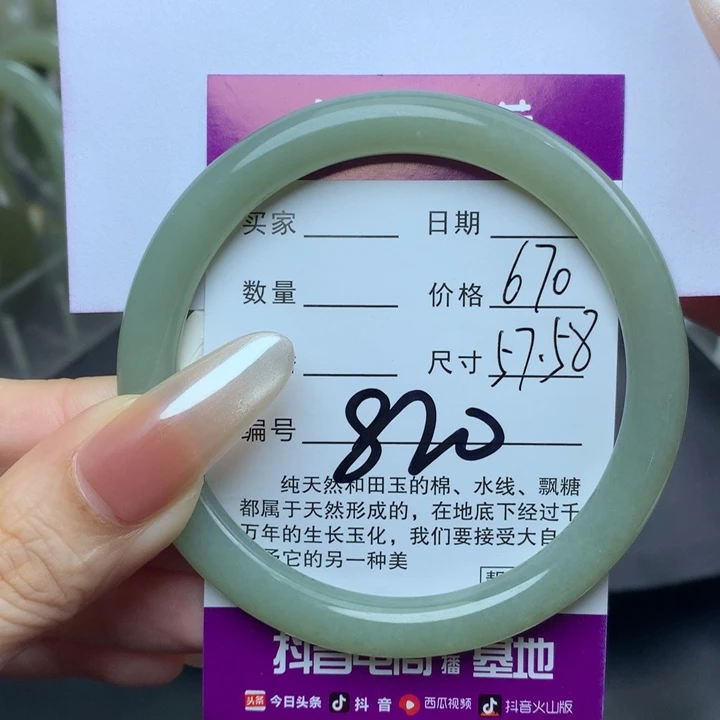 买家 日期
数量 价格 670
尺寸 57.58
编号 820
纯天然和田玉的棉、水线、飘糖
都属于天然形成的，在地底下经过千
万年的生长玉化，我们要接受大自
它的另一种美
抖音电商 播 基地
头条 今日头条 抖音 西瓜视频 抖音火山版